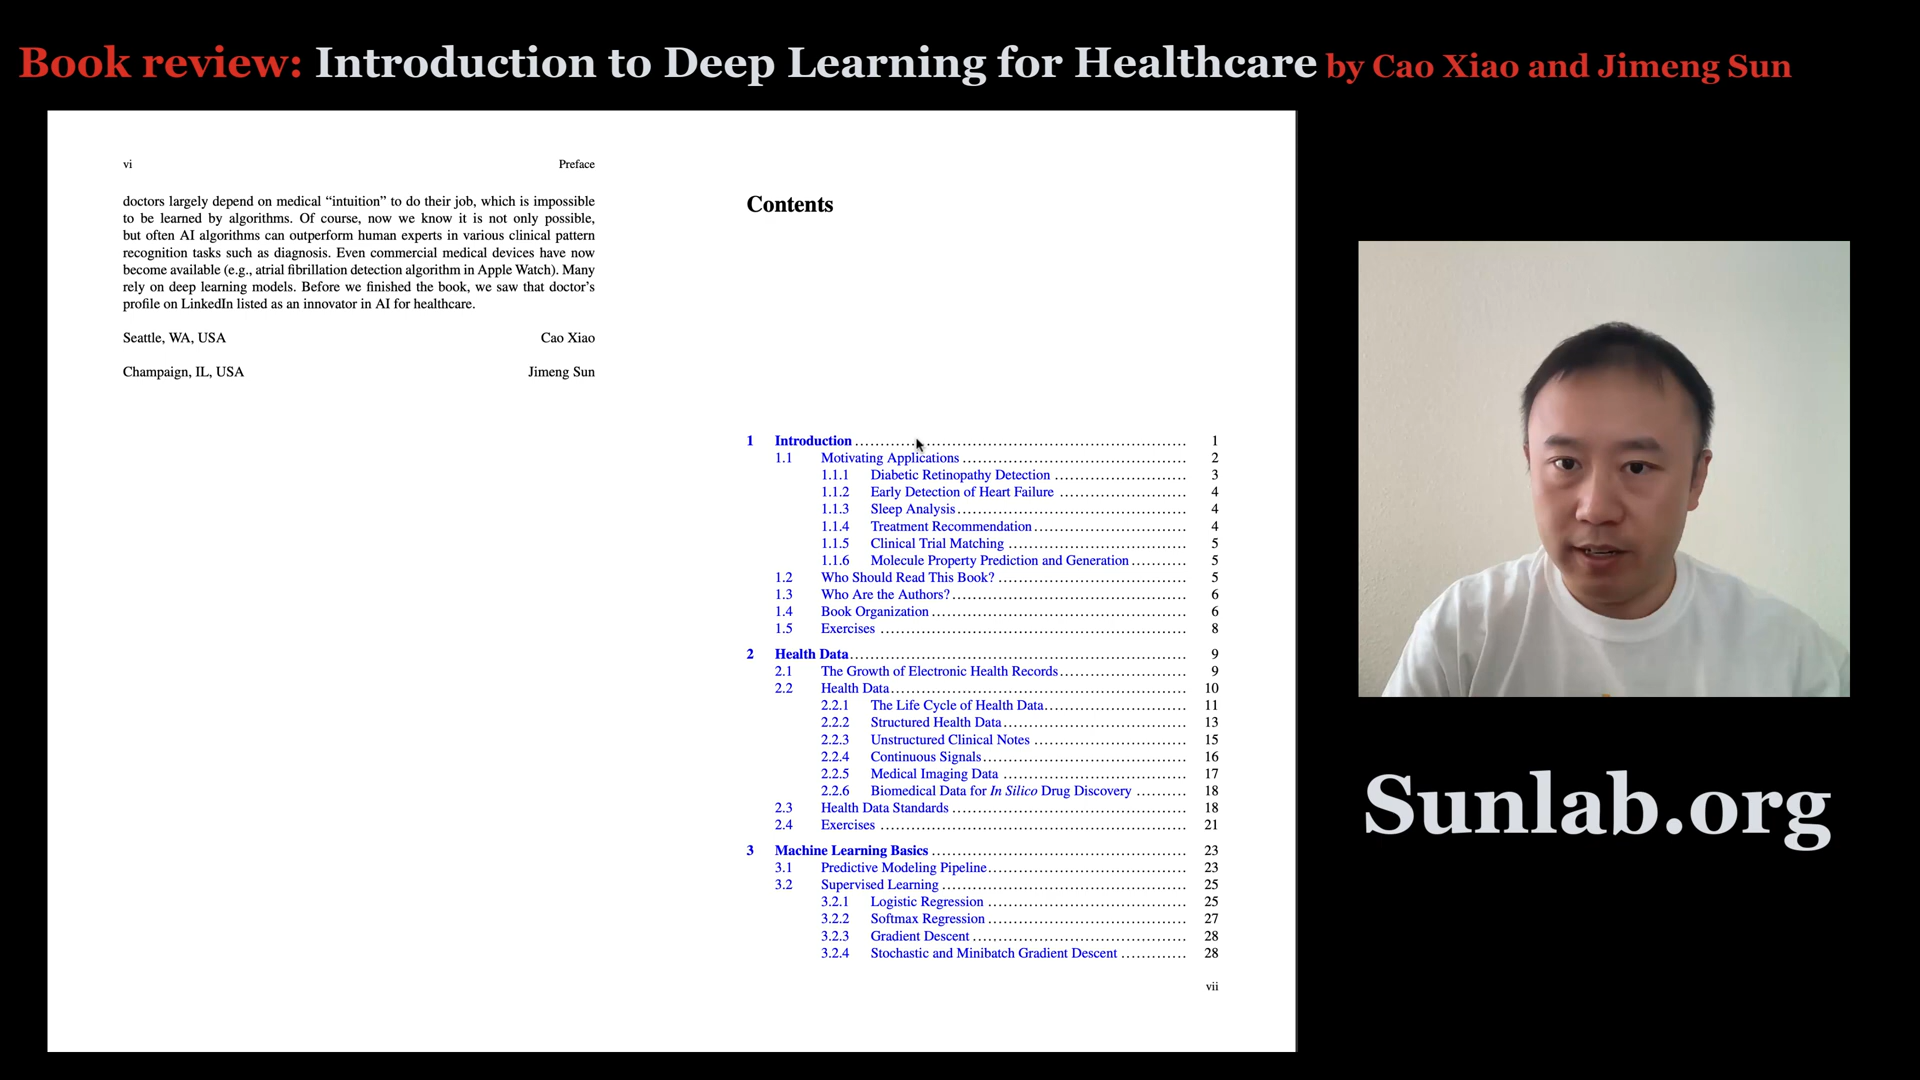 Book review: Introduction to Deep Learning for Healthcare by Cao Xiao and Jimeng Sun
vi Preface
doctors largely depend on medical “intuition” to do their job, which is impossible
to be learned by algorithms. Of course, now we know it is not only possible,
but often AI algorithms can outperform human experts in various clinical pattern
recognition tasks such as diagnosis. Even commercial medical devices have now
become available (e.g., atrial fibrillation detection algorithm in Apple Watch). Many
rely on deep learning models. Before we finished the book, we saw that doctor’s
profile on LinkedIn listed as an innovator in AI for healthcare.
Seattle, WA, USA Cao Xiao
Champaign, IL, USA Jimeng Sun
Contents
1 Introduction 1
1.1 Motivating Applications 2
1.1.1 Diabetic Retinopathy Detection 3
1.1.2 Early Detection of Heart Failure 4
1.1.3 Sleep Analysis 4
1.1.4 Treatment Recommendation 4
1.1.5 Clinical Trial Matching 5
1.1.6 Molecule Property Prediction and Generation 5
1.2 Who Should Read This Book? 5
1.3 Who Are the Authors? 6
1.4 Book Organization 6
1.5 Exercises 8
2 Health Data 9
2.1 The Growth of Electronic Health Records 9
2.2 Health Data 10
2.2.1 The Life Cycle of Health Data 11
2.2.2 Structured Health Data 13
2.2.3 Unstructured Clinical Notes 15
2.2.4 Continuous Signals 16
2.2.5 Medical Imaging Data 17
2.2.6 Biomedical Data for In Silico Drug Discovery 18
2.3 Health Data Standards 18
2.4 Exercises 21
3 Machine Learning Basics 23
3.1 Predictive Modeling Pipeline 23
3.2 Supervised Learning 25
3.2.1 Logistic Regression 25
3.2.2 Softmax Regression 27
3.2.3 Gradient Descent 28
3.2.4 Stochastic and Minibatch Gradient Descent 28
vii
Sunlab.org